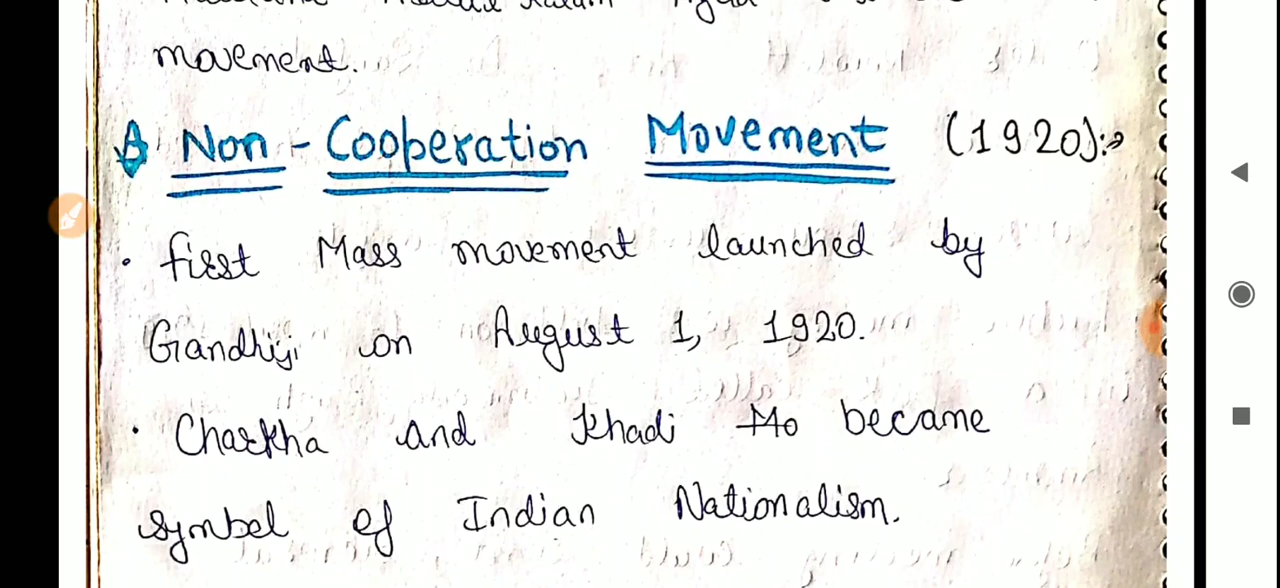 movement.
Non - Cooperation Movement (1920):→
• first Mass movement launched by
Gandhiji on August 1, 1920.
• Charkha and Khadi Mo became
symbol of Indian Nationalism.